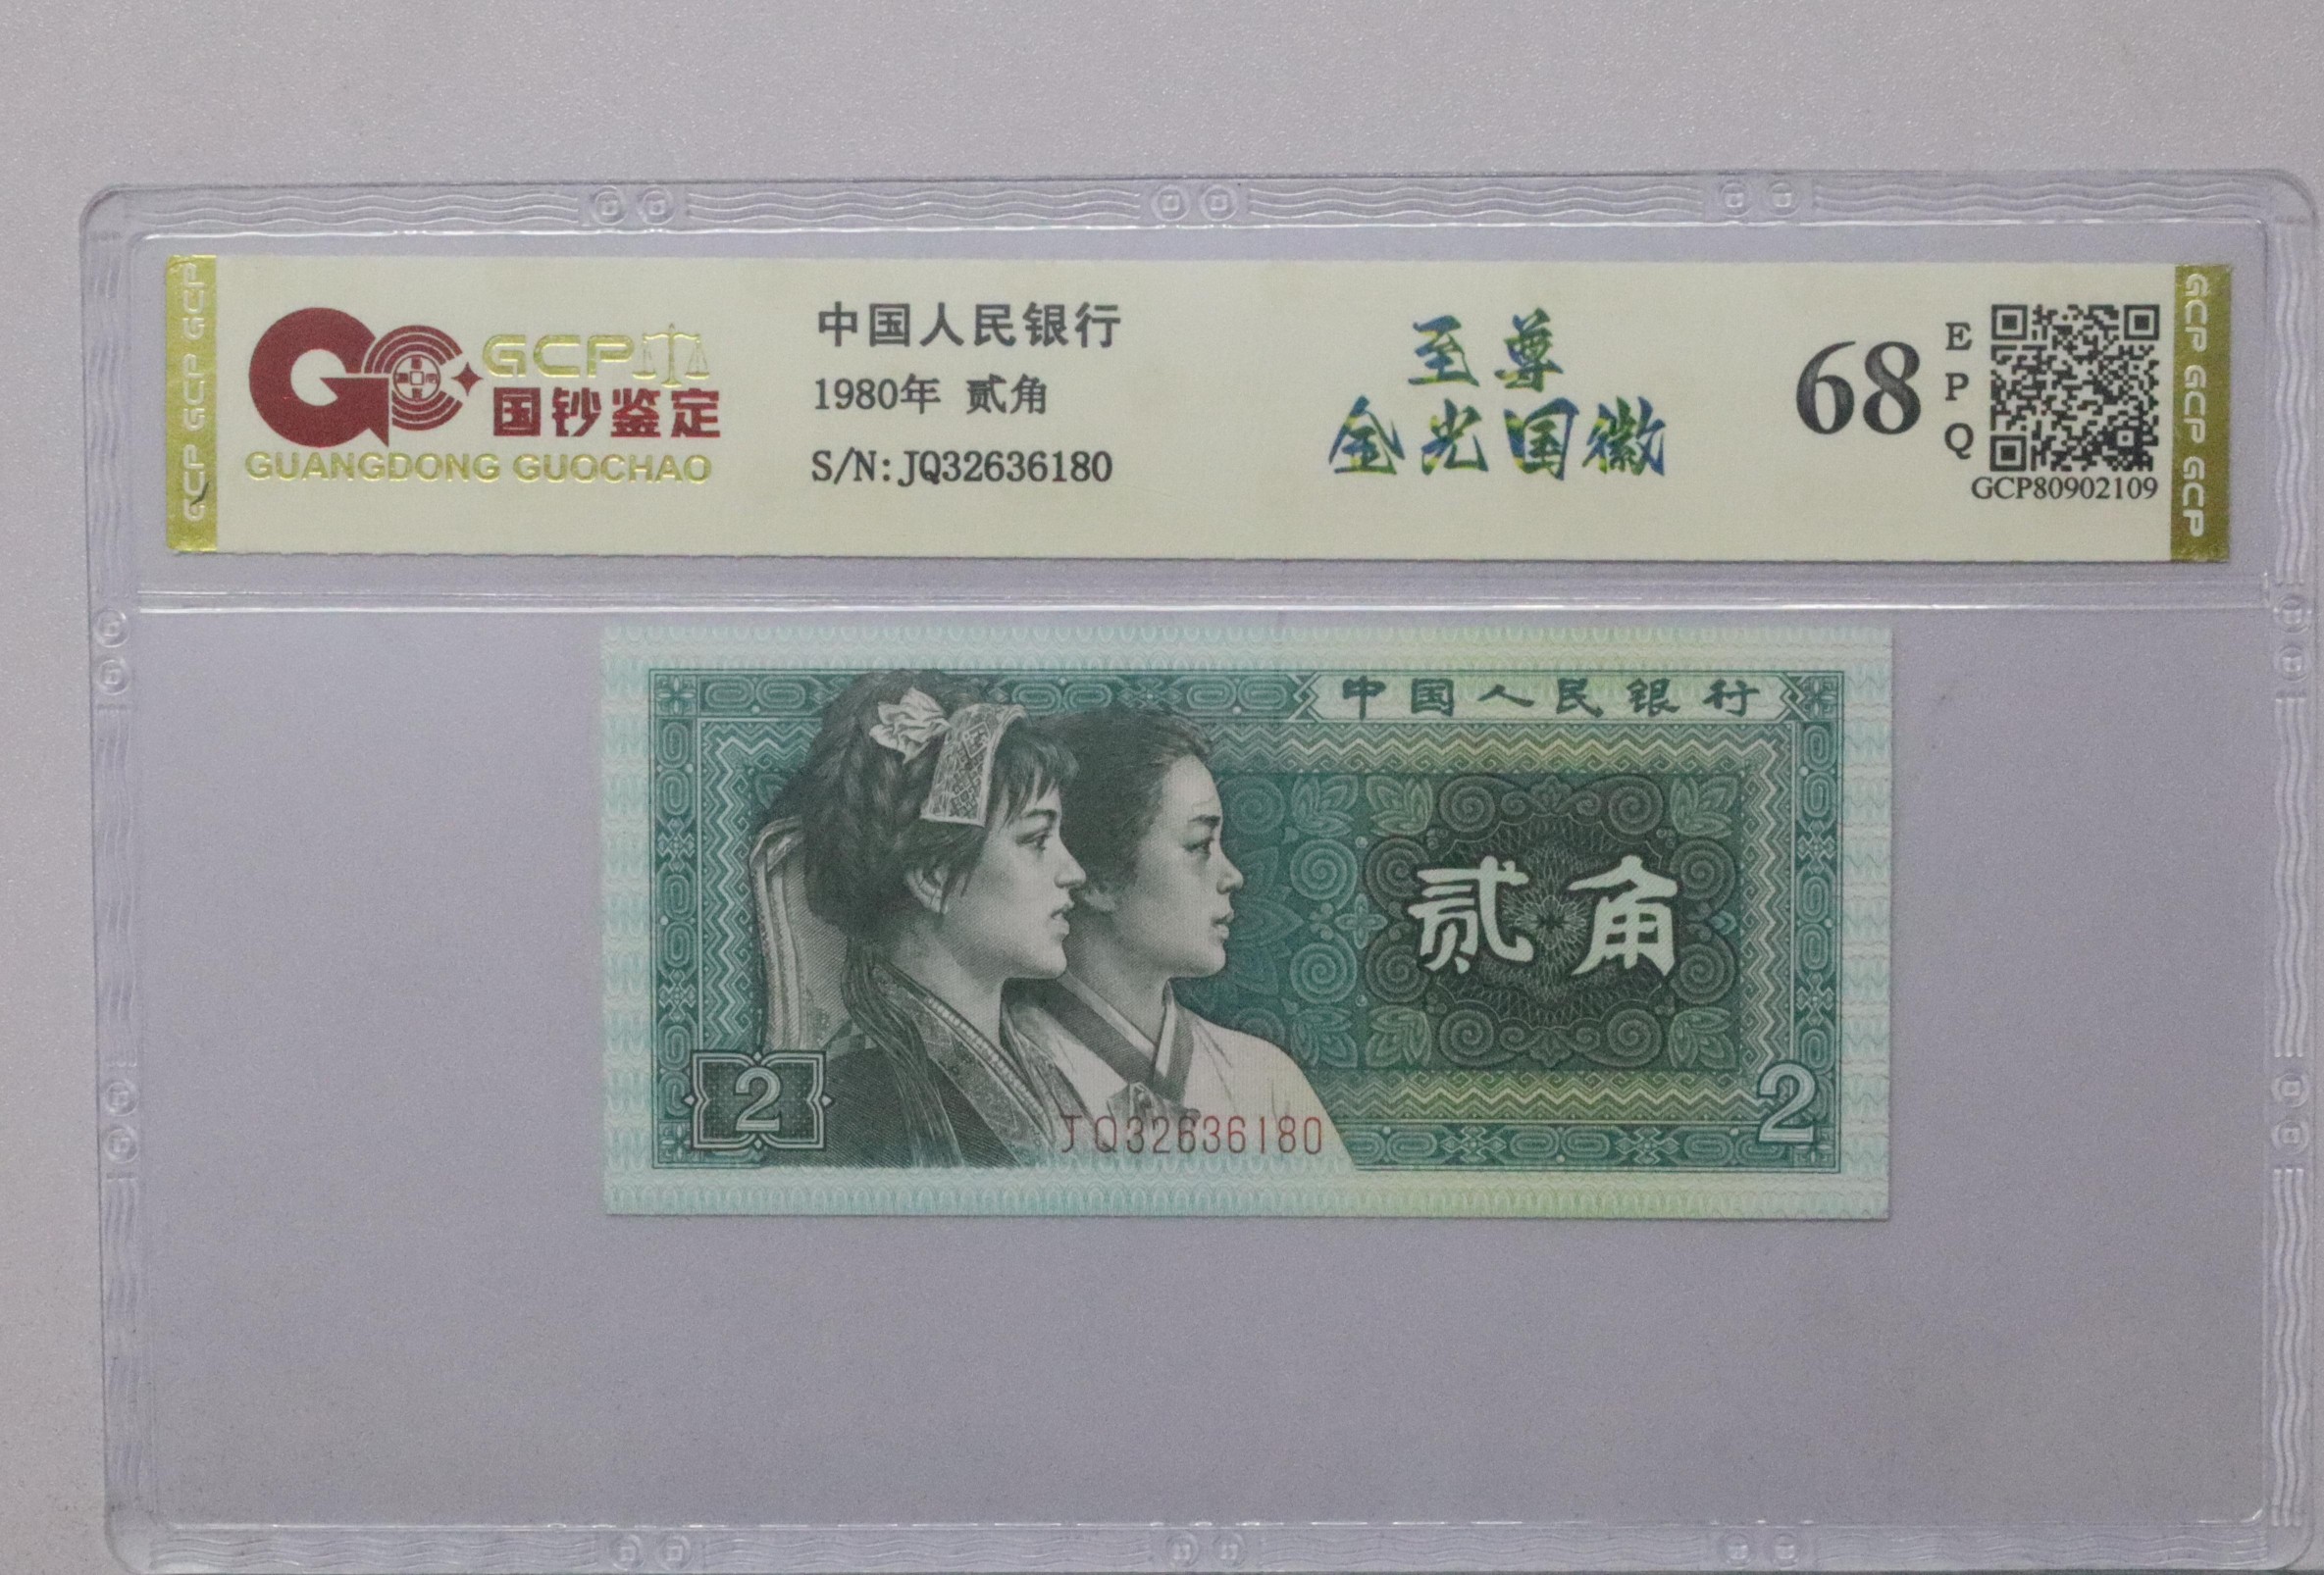 GCP
国钞鉴定
GUANGDONG GUOCHAO
中国人民银行
1980年 贰角
S/N:JQ32636180
至尊
金光国徽
68
E
P
Q
GCP80902109
GCP GCP GCP
GCP GCP GCP
中国人民银行
贰角
2
JQ32636180
2